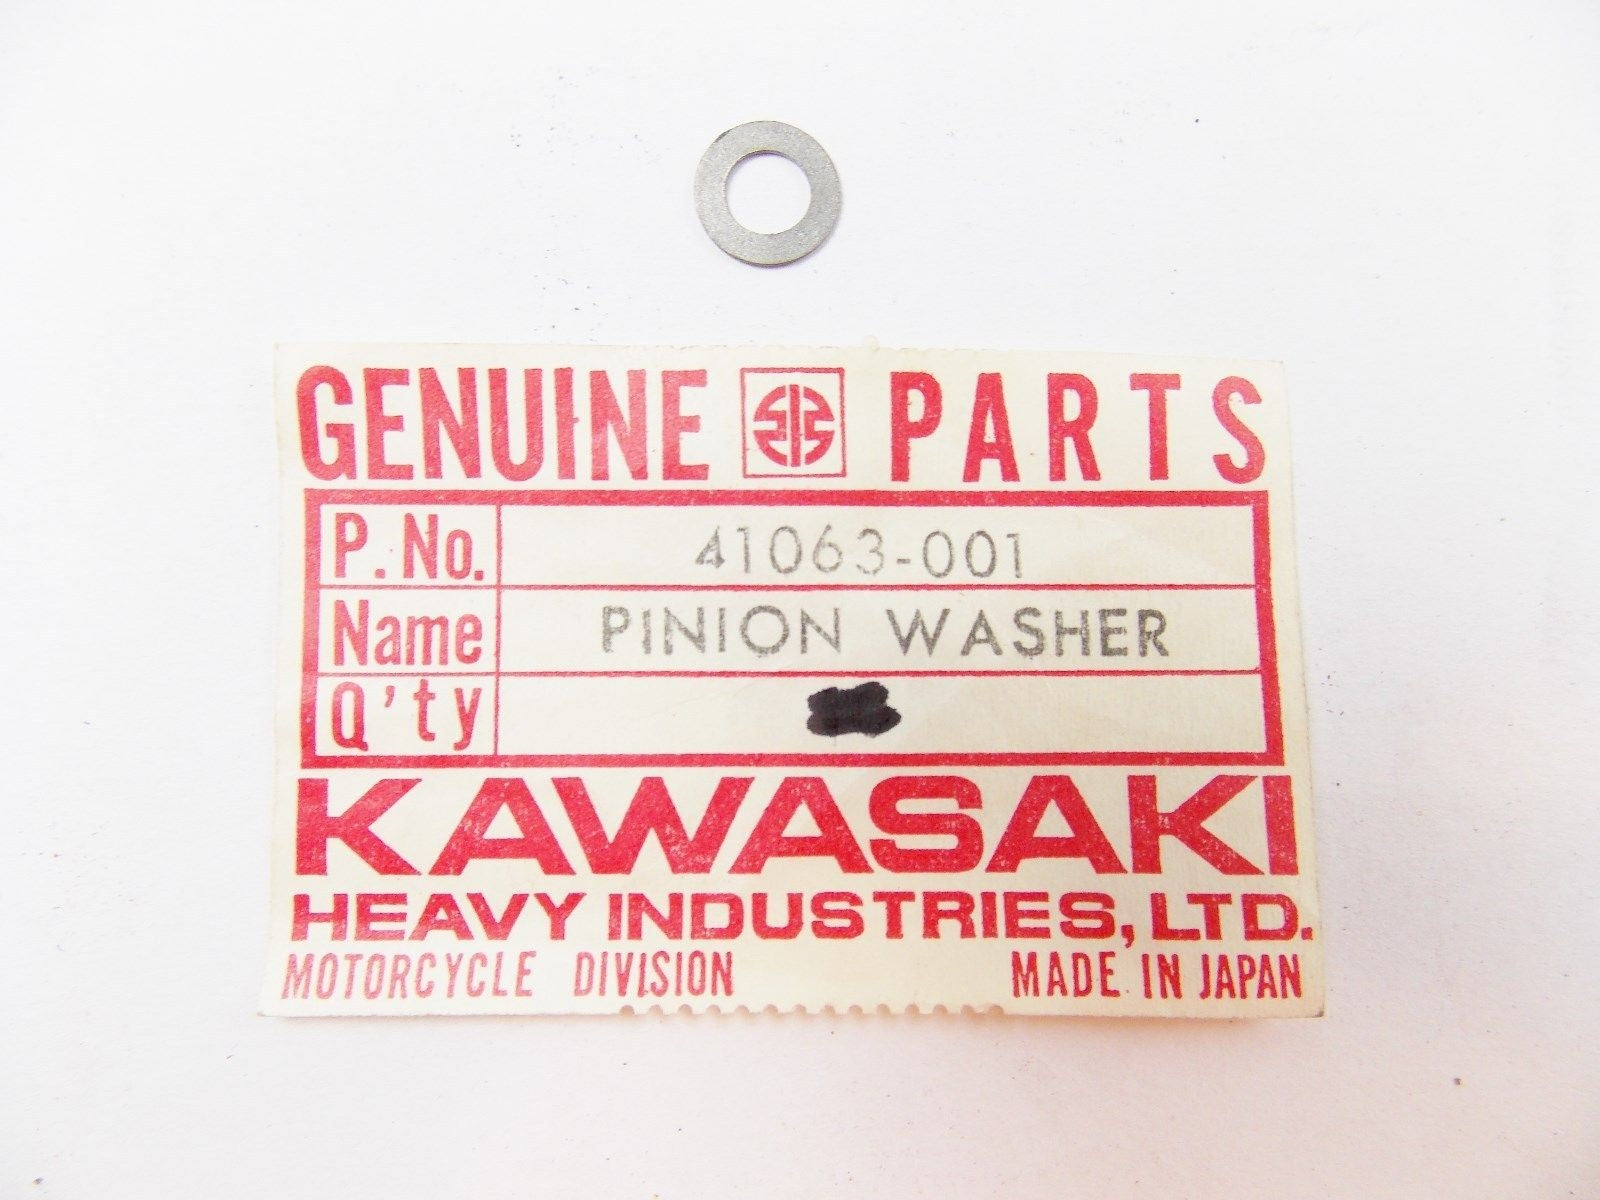 GENUINE PARTS
P. No. 41063-001
Name PINION WASHER
Q'ty
KAWASAKI
HEAVY INDUSTRIES, LTD.
MOTORCYCLE DIVISION MADE IN JAPAN